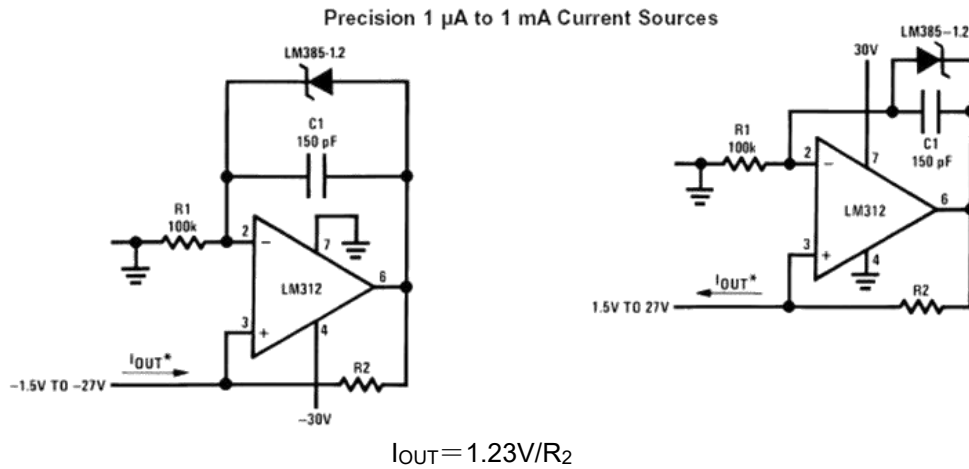 Precision 1 µA to 1 mA Current Sources
LM385-1.2
C1
150 pF
R1
100k
2
−
7
6
LM312
3
+
4
IOUT*
−1.5V TO −27V
R2
−30V
LM385−1.2
30V
C1
150 pF
R1
100k
2
−
7
6
LM312
3
+
4
IOUT*
1.5V TO 27V
R2
IOUT＝1.23V/R2